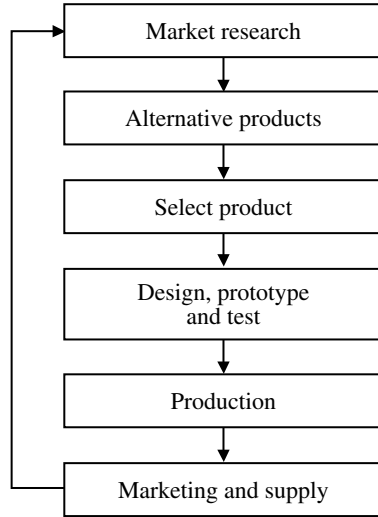 Market research
Alternative products
Select product
Design, prototype
and test
Production
Marketing and supply